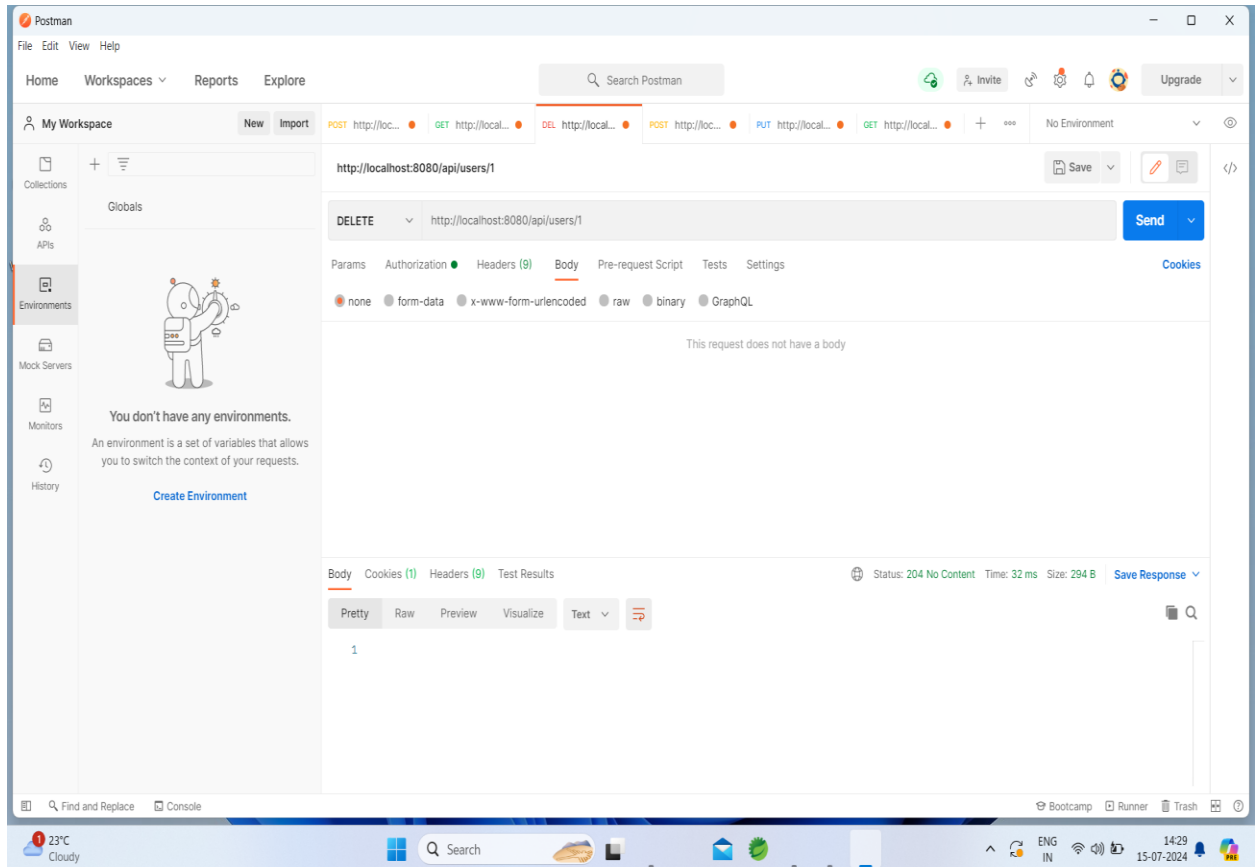 Postman
File Edit View Help
Home Workspaces Reports Explore Search Postman Invite Upgrade
My Workspace New Import POST http://loc... GET http://local... DEL http://local... POST http://loc... PUT http://local... GET http://local... No Environment
http://localhost:8080/api/users/1 Save
Collections
Globals
DELETE http://localhost:8080/api/users/1 Send
APIs
Params Authorization Headers (9) Body Pre-request Script Tests Settings Cookies
Environments
none form-data x-www-form-urlencoded raw binary GraphQL
This request does not have a body
Mock Servers
Monitors
History
You don't have any environments.
An environment is a set of variables that allows
you to switch the context of your requests.
Create Environment
Body Cookies (1) Headers (9) Test Results Status: 204 No Content Time: 32 ms Size: 294 B Save Response
Pretty Raw Preview Visualize Text
1
Find and Replace Console Bootcamp Runner Trash
1 23°C
Cloudy
Search
ENG
IN
14:29
15-07-2024
PRE